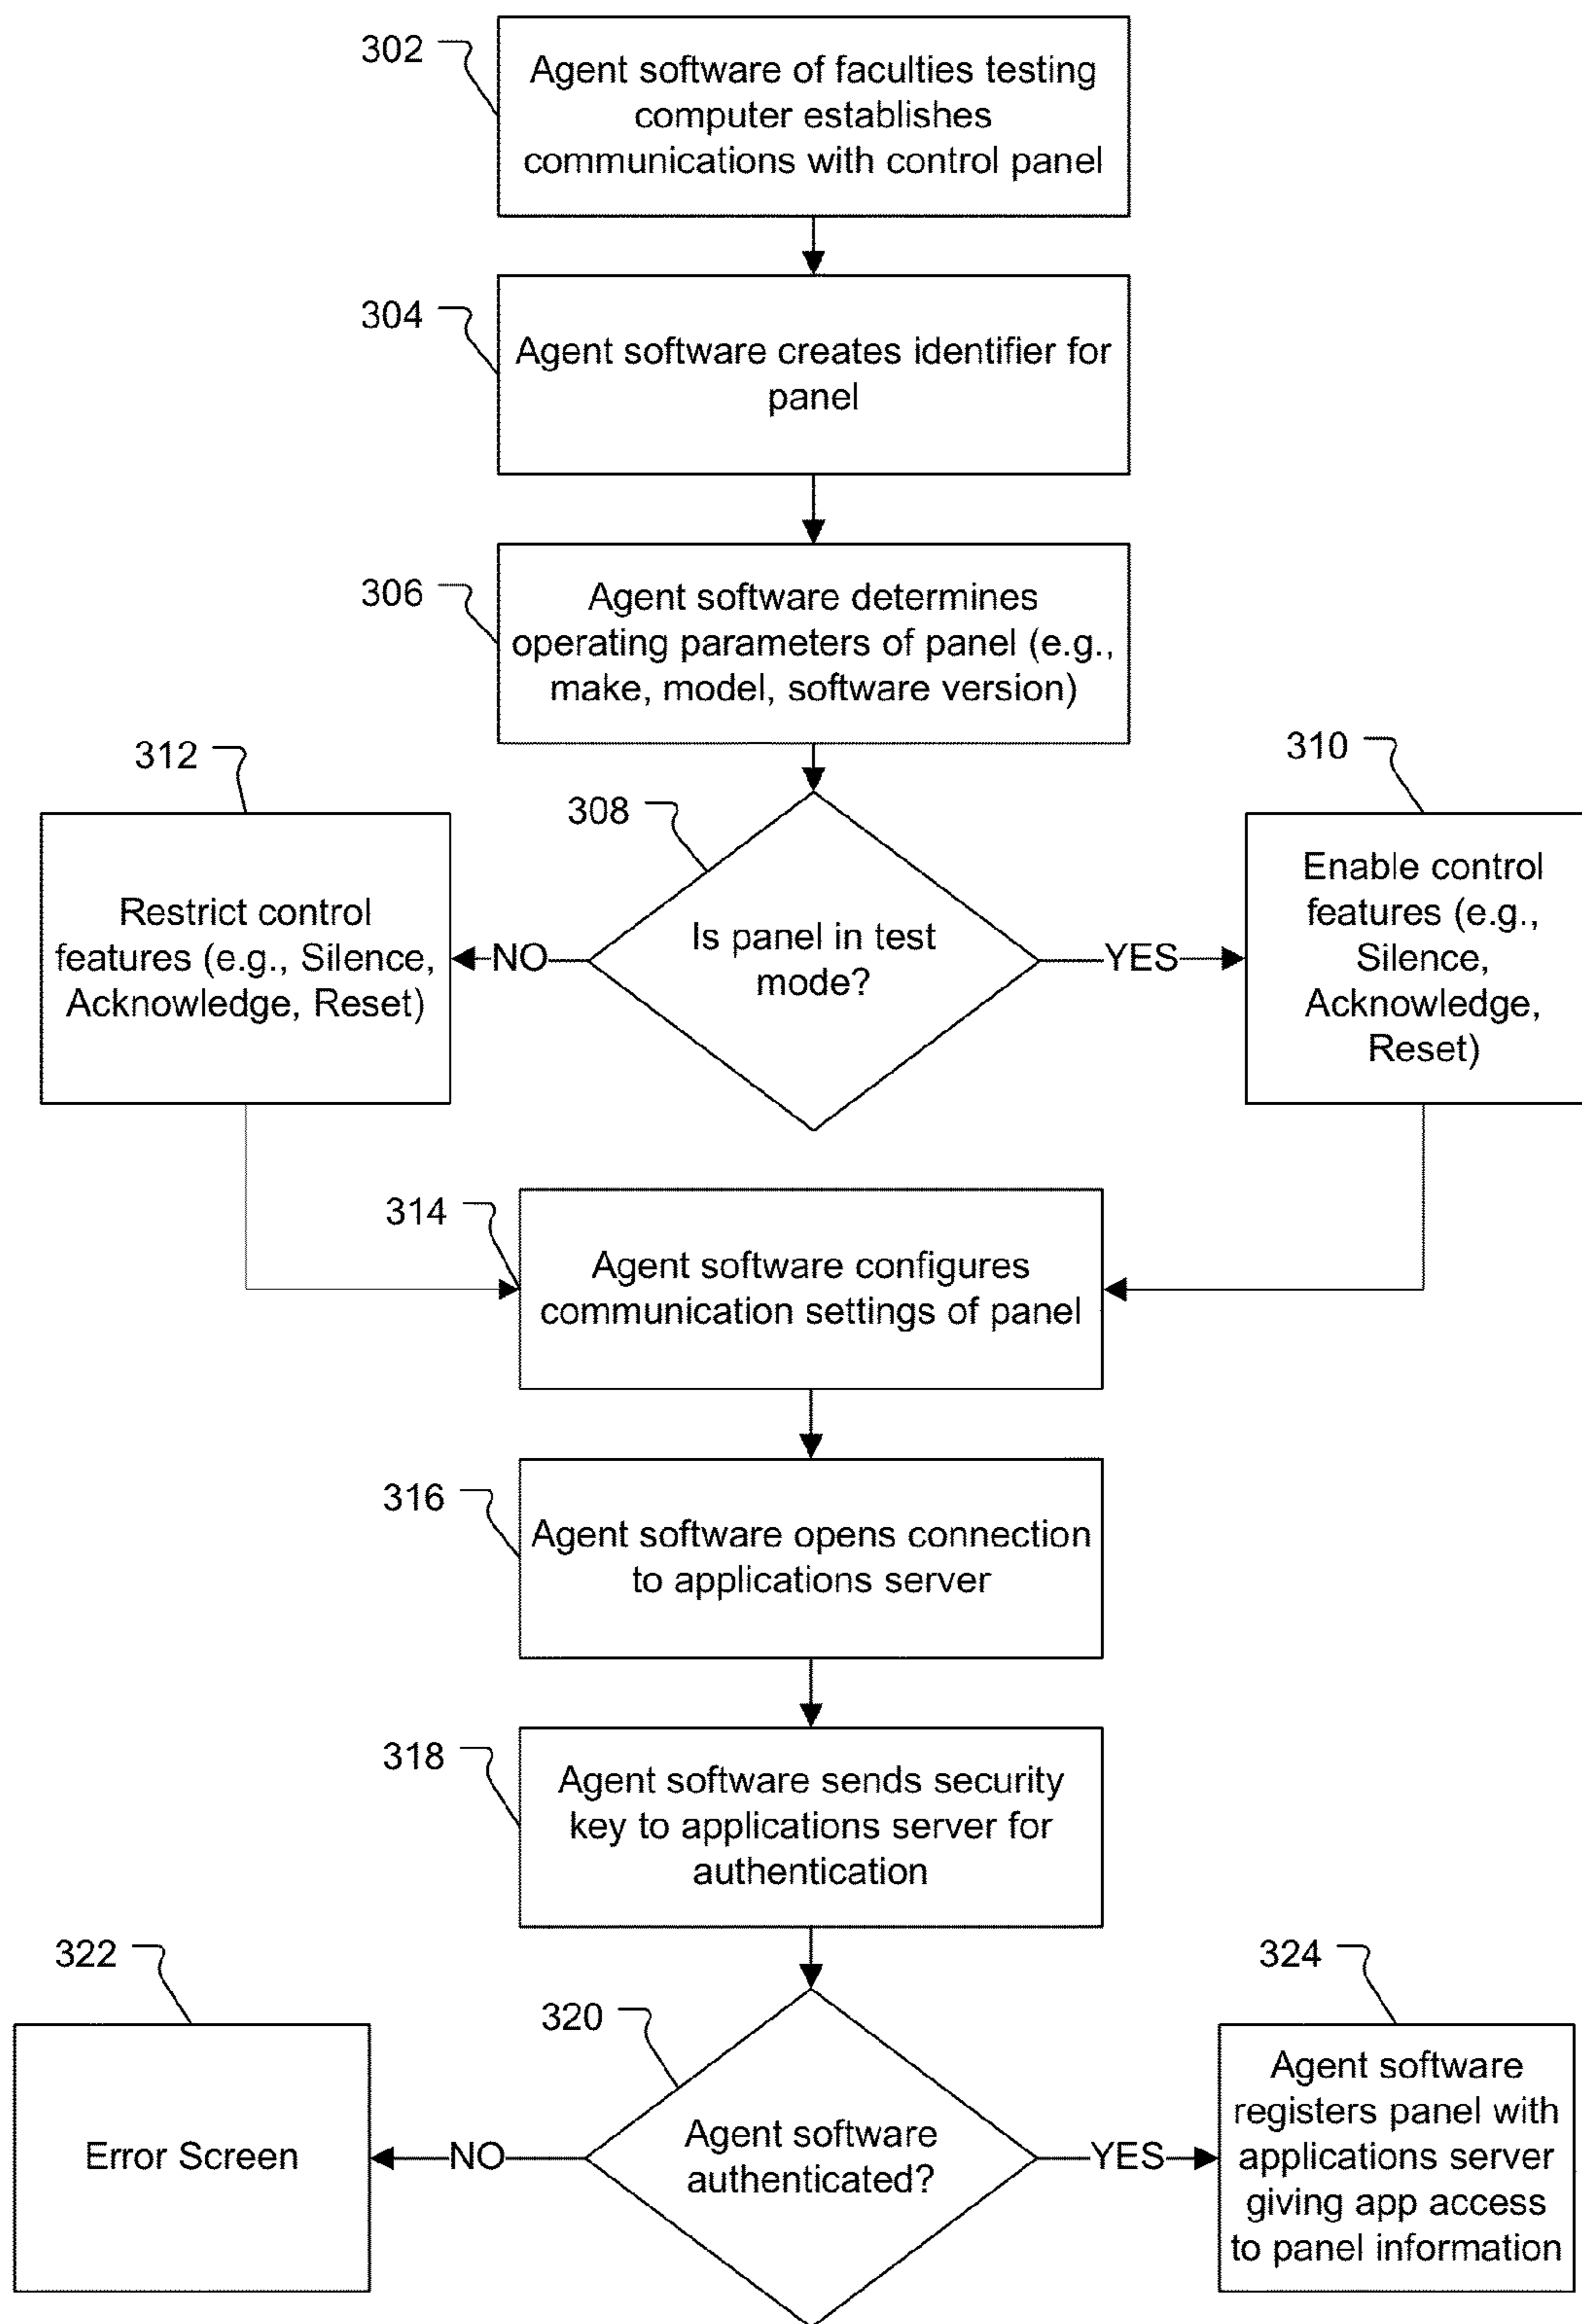 302
Agent software of faculties testing
computer establishes
communications with control panel
304
Agent software creates identifier for
panel
306
Agent software determines
operating parameters of panel (e.g.,
make, model, software version)
312
310
308
Restrict control
features (e.g., Silence,
Acknowledge, Reset)
NO
Is panel in test
mode?
YES
Enable control
features (e.g.,
Silence,
Acknowledge,
Reset)
314
Agent software configures
communication settings of panel
316
Agent software opens connection
to applications server
318
Agent software sends security
key to applications server for
authentication
322
324
320
Error Screen
NO
Agent software
authenticated?
YES
Agent software
registers panel with
applications server
giving app access
to panel information